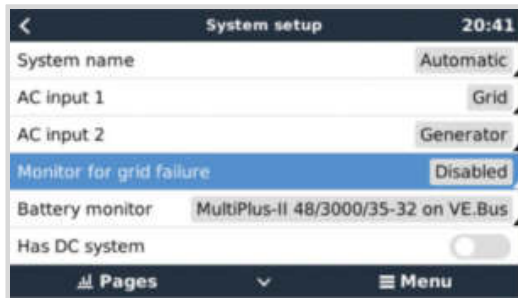 System setup 20:41
System name Automatic
AC input 1 Grid
AC input 2 Generator
Monitor for grid failure Disabled
Battery monitor MultiPlus-II 48/3000/35-32 on VE.Bus
Has DC system
Pages Menu